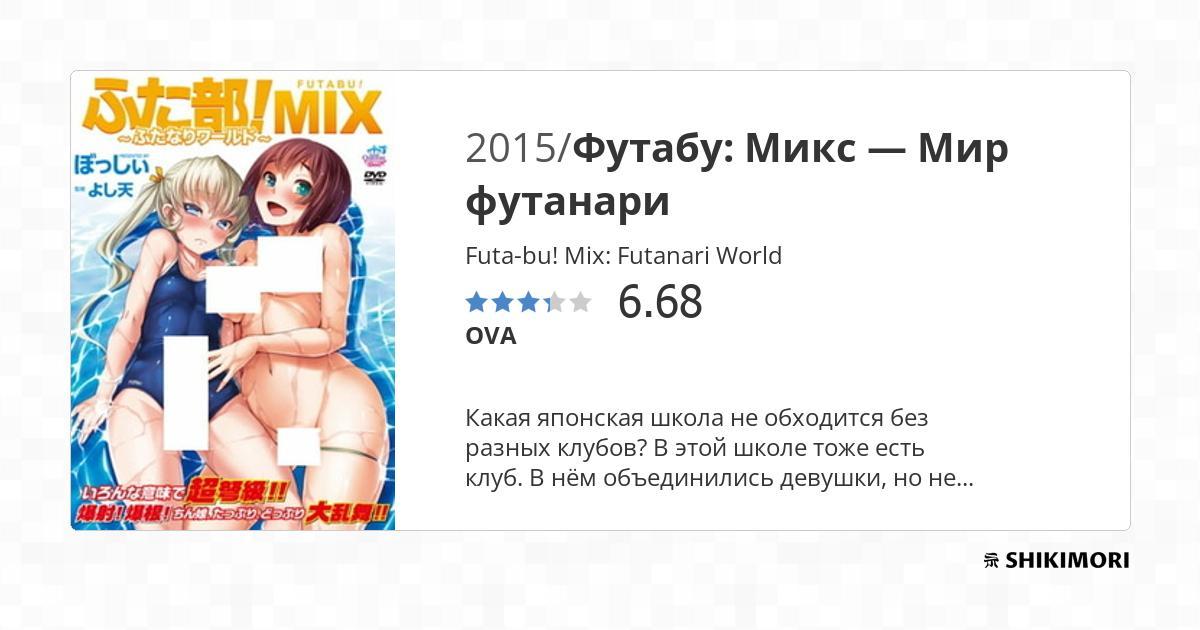 FUTABU!
ふた部!MIX
～ふたなりワールド～
ぼっしぃ
監修 よし天
DVD
VIDEO
いろんな意味で超弩級!!
爆射!爆根!ちん娘、たっぷり、どっぷり大乱舞!!
2015/Футабу: Микс — Мир
футанари
Futa-bu! Mix: Futanari World
6.68
OVA
Какая японская школа не обходится без
разных клубов? В этой школе тоже есть
клуб. В нём объединились девушки, но не...
SHIKIMORI